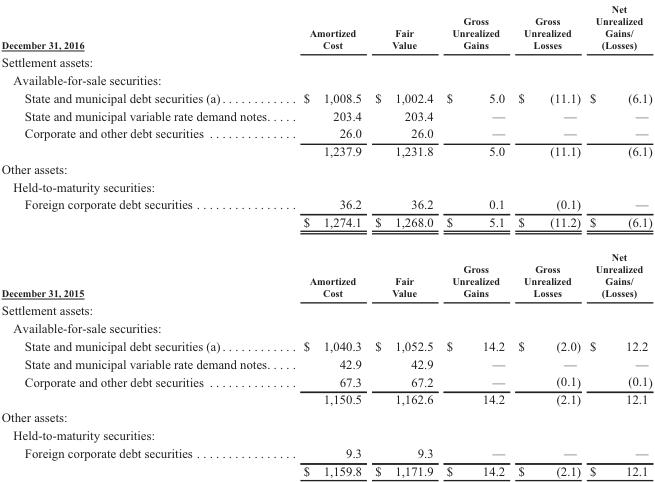 Net
Gross Gross Unrealized
Amortized Fair Unrealized Unrealized Gains/
December 31, 2016 Cost Value Gains Losses (Losses)
Settlement assets:
Available-for-sale securities:
State and municipal debt securities (a) . . . . . . . . . . . . $ 1,008.5 $ 1,002.4 $ 5.0 $ (11.1) $ (6.1)
State and municipal variable rate demand notes. . . . . 203.4 203.4 — — —
Corporate and other debt securities . . . . . . . . . . . . . . 26.0 26.0 — — —
1,237.9 1,231.8 5.0 (11.1) (6.1)
Other assets:
Held-to-maturity securities:
Foreign corporate debt securities . . . . . . . . . . . . . . . . 36.2 36.2 0.1 (0.1) —
$ 1,274.1 $ 1,268.0 $ 5.1 $ (11.2) $ (6.1)
Net
Gross Gross Unrealized
Amortized Fair Unrealized Unrealized Gains/
December 31, 2015 Cost Value Gains Losses (Losses)
Settlement assets:
Available-for-sale securities:
State and municipal debt securities (a) . . . . . . . . . . . . $ 1,040.3 $ 1,052.5 $ 14.2 $ (2.0) $ 12.2
State and municipal variable rate demand notes. . . . . 42.9 42.9 — — —
Corporate and other debt securities . . . . . . . . . . . . . . 67.3 67.2 — (0.1) (0.1)
1,150.5 1,162.6 14.2 (2.1) 12.1
Other assets:
Held-to-maturity securities:
Foreign corporate debt securities . . . . . . . . . . . . . . . . 9.3 9.3 — — —
$ 1,159.8 $ 1,171.9 $ 14.2 $ (2.1) $ 12.1